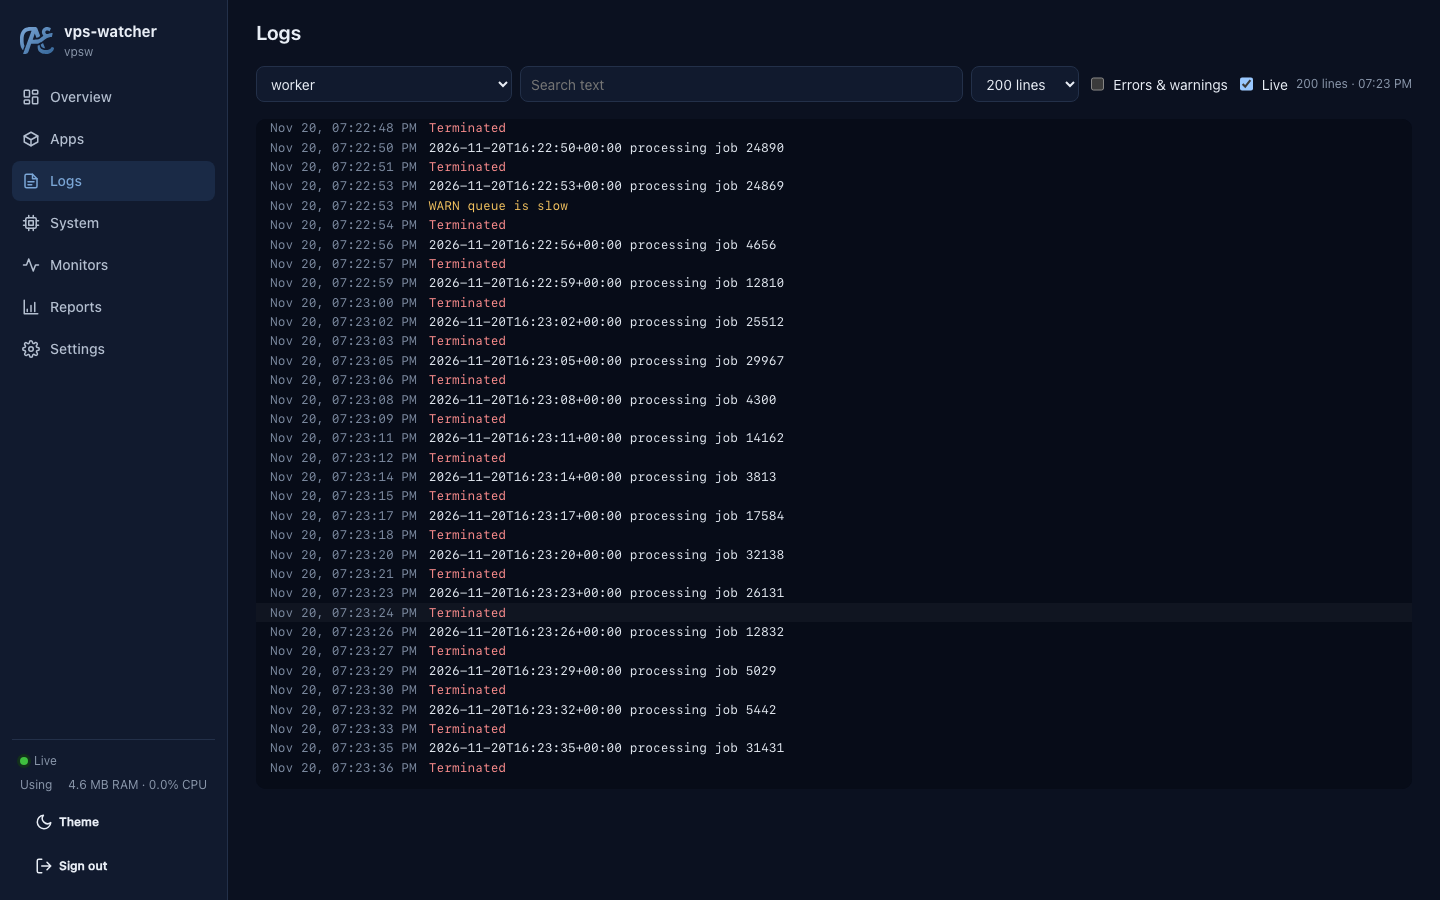 vps-watcher
vpsw
Overview
Apps
Logs
System
Monitors
Reports
Settings
Live
Using 4.6 MB RAM · 0.0% CPU
Theme
Sign out
Logs
worker Search text 200 lines Errors & warnings Live 200 lines · 07:23 PM
Nov 20, 07:22:48 PM Terminated
Nov 20, 07:22:50 PM 2026-11-20T16:22:50+00:00 processing job 24890
Nov 20, 07:22:51 PM Terminated
Nov 20, 07:22:53 PM 2026-11-20T16:22:53+00:00 processing job 24869
Nov 20, 07:22:53 PM WARN queue is slow
Nov 20, 07:22:54 PM Terminated
Nov 20, 07:22:56 PM 2026-11-20T16:22:56+00:00 processing job 4656
Nov 20, 07:22:57 PM Terminated
Nov 20, 07:22:59 PM 2026-11-20T16:22:59+00:00 processing job 12810
Nov 20, 07:23:00 PM Terminated
Nov 20, 07:23:02 PM 2026-11-20T16:23:02+00:00 processing job 25512
Nov 20, 07:23:03 PM Terminated
Nov 20, 07:23:05 PM 2026-11-20T16:23:05+00:00 processing job 29967
Nov 20, 07:23:06 PM Terminated
Nov 20, 07:23:08 PM 2026-11-20T16:23:08+00:00 processing job 4300
Nov 20, 07:23:09 PM Terminated
Nov 20, 07:23:11 PM 2026-11-20T16:23:11+00:00 processing job 14162
Nov 20, 07:23:12 PM Terminated
Nov 20, 07:23:14 PM 2026-11-20T16:23:14+00:00 processing job 3813
Nov 20, 07:23:15 PM Terminated
Nov 20, 07:23:17 PM 2026-11-20T16:23:17+00:00 processing job 17584
Nov 20, 07:23:18 PM Terminated
Nov 20, 07:23:20 PM 2026-11-20T16:23:20+00:00 processing job 32138
Nov 20, 07:23:21 PM Terminated
Nov 20, 07:23:23 PM 2026-11-20T16:23:23+00:00 processing job 26131
Nov 20, 07:23:24 PM Terminated
Nov 20, 07:23:26 PM 2026-11-20T16:23:26+00:00 processing job 12832
Nov 20, 07:23:27 PM Terminated
Nov 20, 07:23:29 PM 2026-11-20T16:23:29+00:00 processing job 5029
Nov 20, 07:23:30 PM Terminated
Nov 20, 07:23:32 PM 2026-11-20T16:23:32+00:00 processing job 5442
Nov 20, 07:23:33 PM Terminated
Nov 20, 07:23:35 PM 2026-11-20T16:23:35+00:00 processing job 31431
Nov 20, 07:23:36 PM Terminated